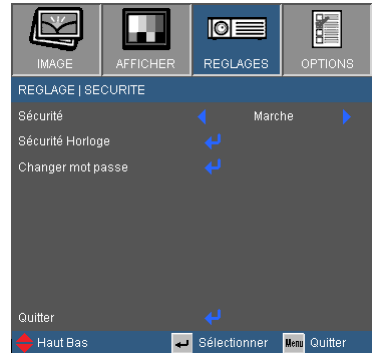 IMAGE AFFICHER REGLAGES OPTIONS
REGLAGE | SECURITE
Sécurité Marche
Sécurité Horloge
Changer mot passe
Quitter
Haut Bas Sélectionner Menu Quitter